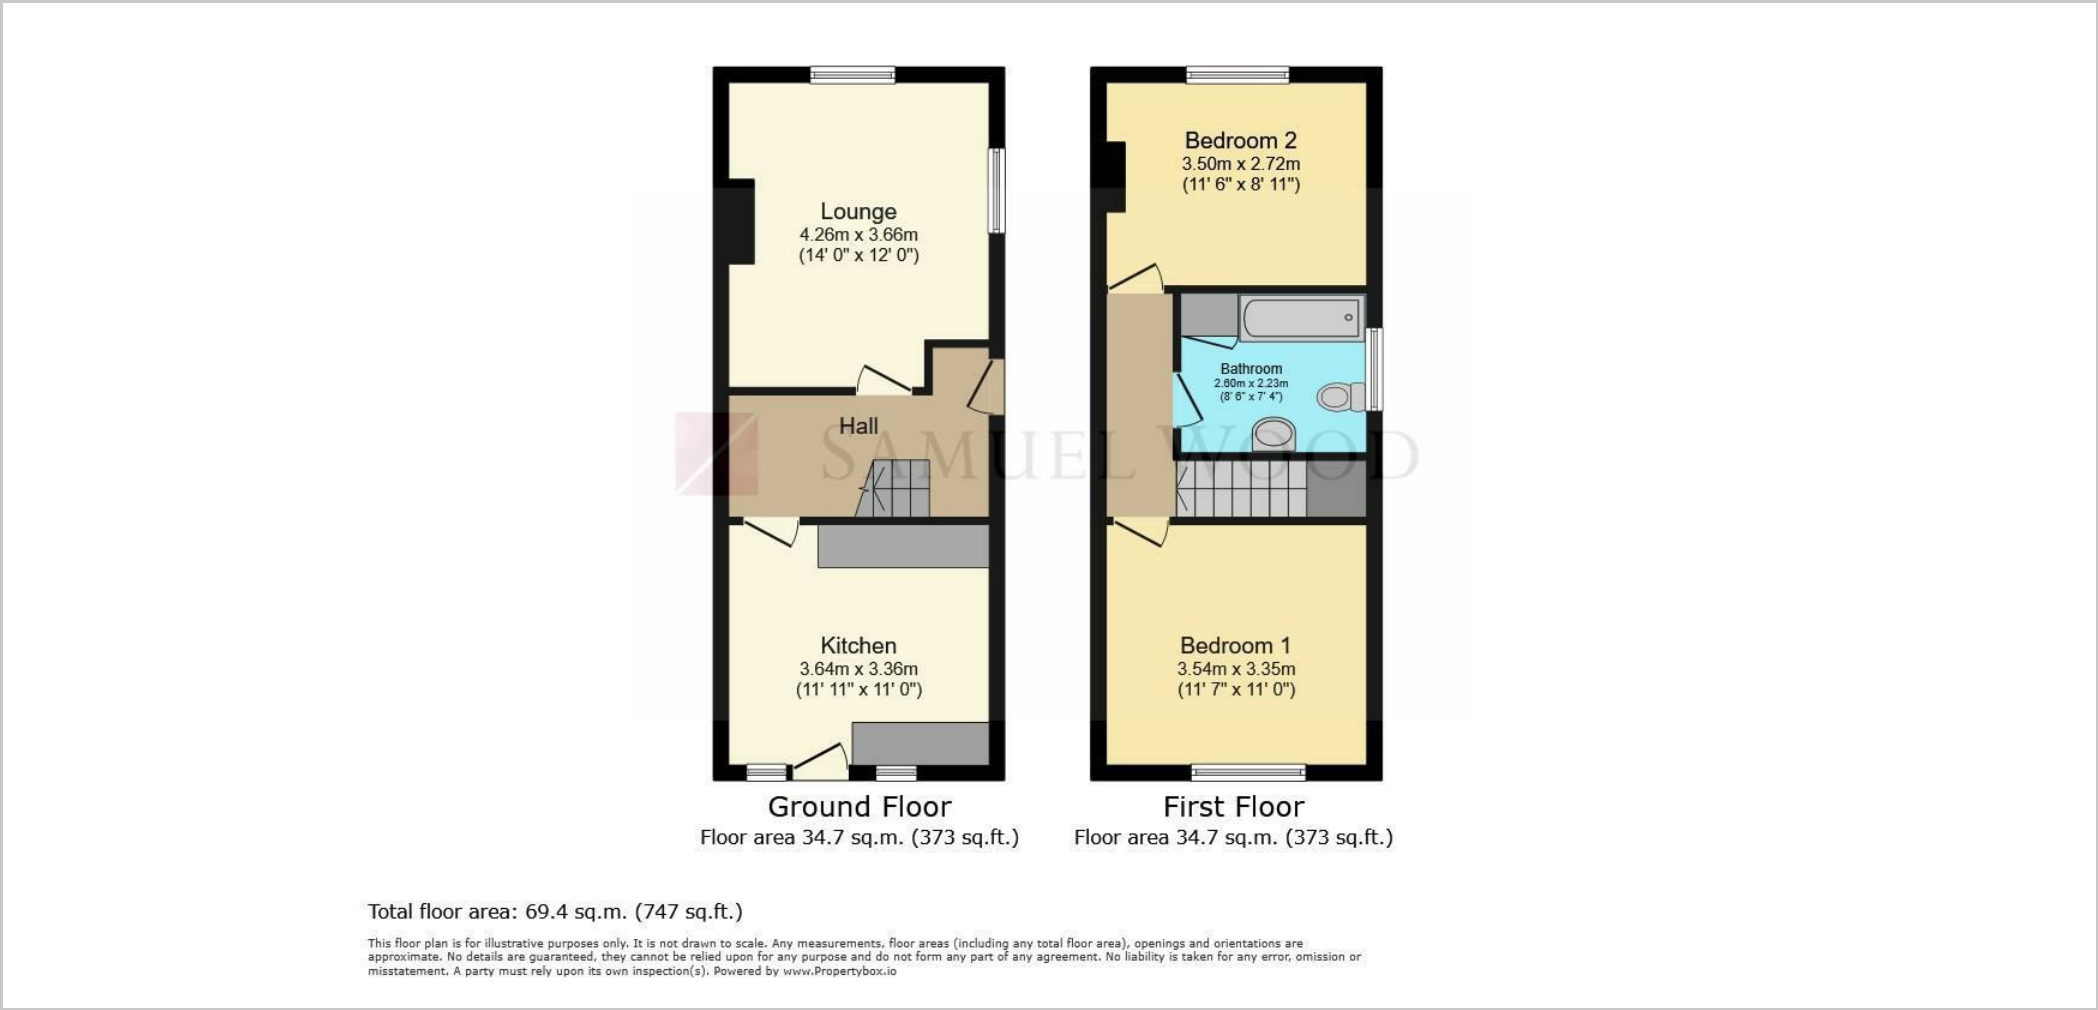 Lounge
4.26m x 3.66m
(14' 0" x 12' 0")
Hall
Kitchen
3.64m x 3.36m
(11' 11" x 11' 0")
Ground Floor
Floor area 34.7 sq.m. (373 sq.ft.)
Bedroom 2
3.50m x 2.72m
(11' 6" x 8' 11")
Bathroom
2.60m x 2.23m
(8' 6" x 7' 4")
Bedroom 1
3.54m x 3.35m
(11' 7" x 11' 0")
First Floor
Floor area 34.7 sq.m. (373 sq.ft.)
SAMUEL WOOD
Total floor area: 69.4 sq.m. (747 sq.ft.)
This floor plan is for illustrative purposes only. It is not drawn to scale. Any measurements, floor areas (including any total floor area), openings and orientations are
approximate. No details are guaranteed, they cannot be relied upon for any purpose and do not form any part of any agreement. No liability is taken for any error, omission or
misstatement. A party must rely upon its own inspection(s). Powered by www.Propertybox.io